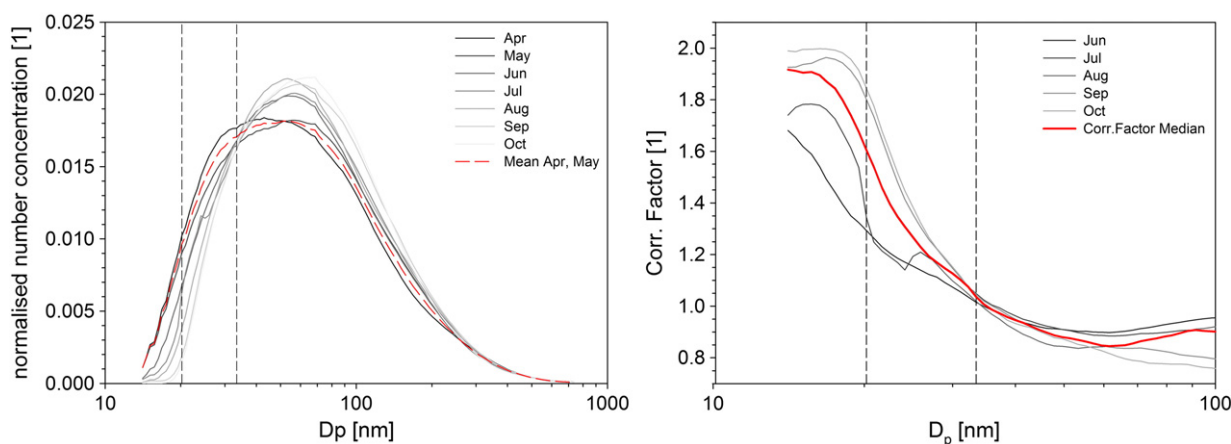 normalised number concentration [1]
0.025
0.020
0.015
0.010
0.005
0.000
10
100
1000
Dp [nm]
Apr
May
Jun
Jul
Aug
Sep
Oct
Mean Apr, May
Corr. Factor [1]
2.0
1.8
1.6
1.4
1.2
1.0
0.8
10
100
Dp [nm]
Jun
Jul
Aug
Sep
Oct
Corr.Factor Median